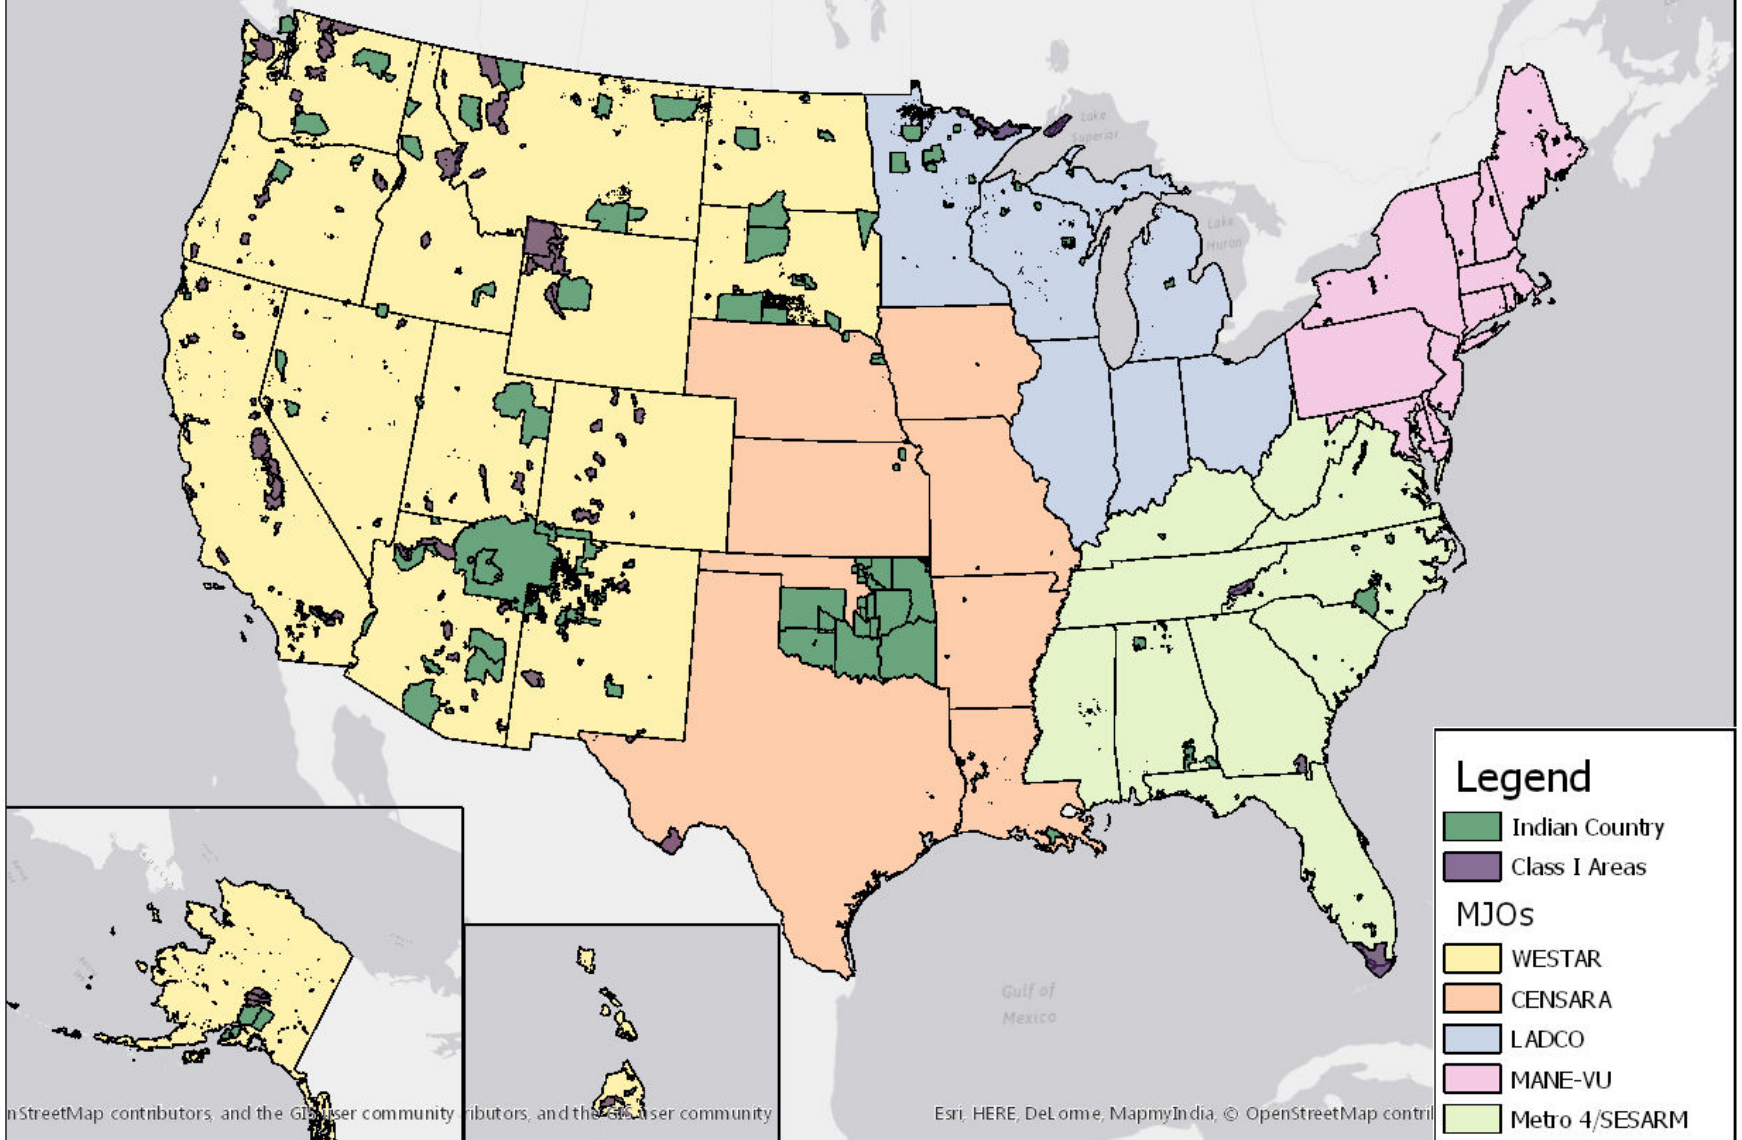 Lake
Superior
Lake
Huron
Gulf of
Mexico
Legend
Indian Country
Class I Areas
MJOs
WESTAR
CENSARA
LADCO
MANE-VU
Metro 4/SESARM
nStreetMap contributors, and the GIS user community
ributors, and the GIS user community
Esri, HERE, DeLorme, MapmyIndia, © OpenStreetMap contril